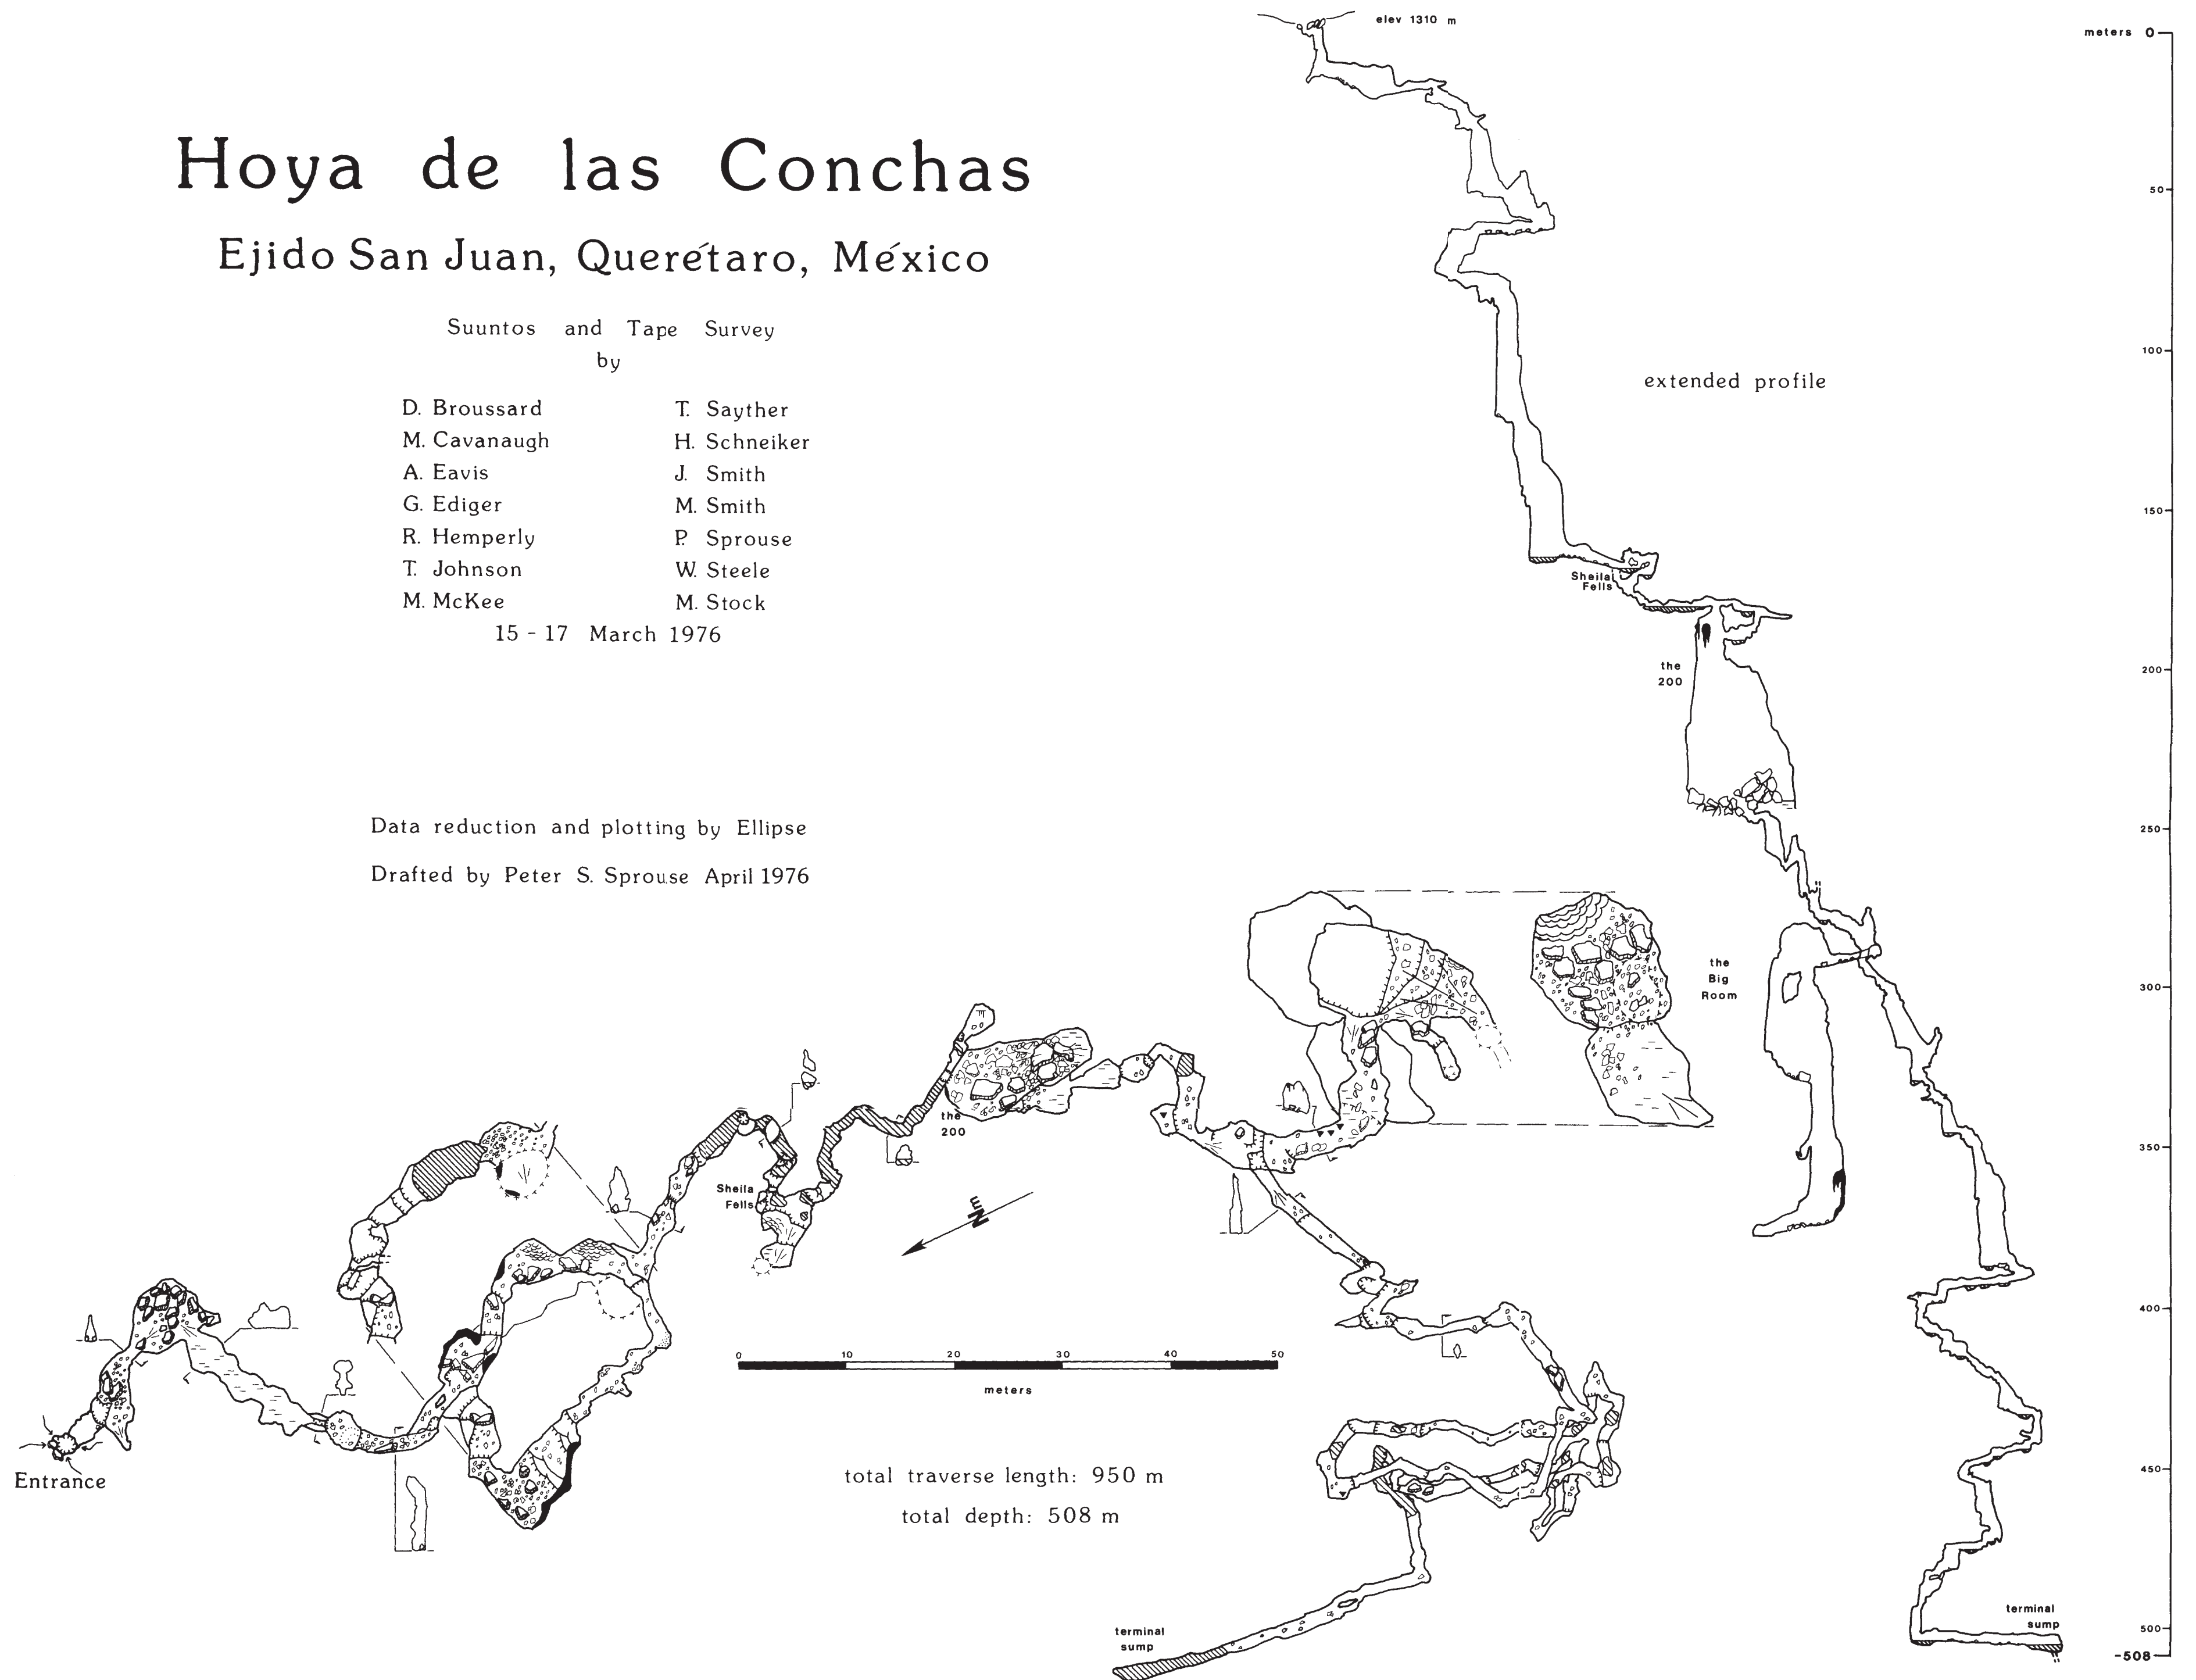 elev 1310 m
meters 0
Hoya de las Conchas
Ejido San Juan, Querétaro, México
Suuntos and Tape Survey
by
D. Broussard
M. Cavanaugh
A. Eavis
G. Ediger
R. Hemperly
T. Johnson
M. McKee
T. Sayther
H. Schneiker
J. Smith
M. Smith
P. Sprouse
W. Steele
M. Stock
15 - 17 March 1976
Data reduction and plotting by Ellipse
Drafted by Peter S. Sprouse April 1976
extended profile
50
100
150
200
250
300
350
400
450
500
-508
Sheila
Fells
the
200
the
Big
Room
terminal
sump
the
200
Sheila
Fells
N
m
0 10 20 30 40 50
meters
Entrance
total traverse length: 950 m
total depth: 508 m
terminal
sump